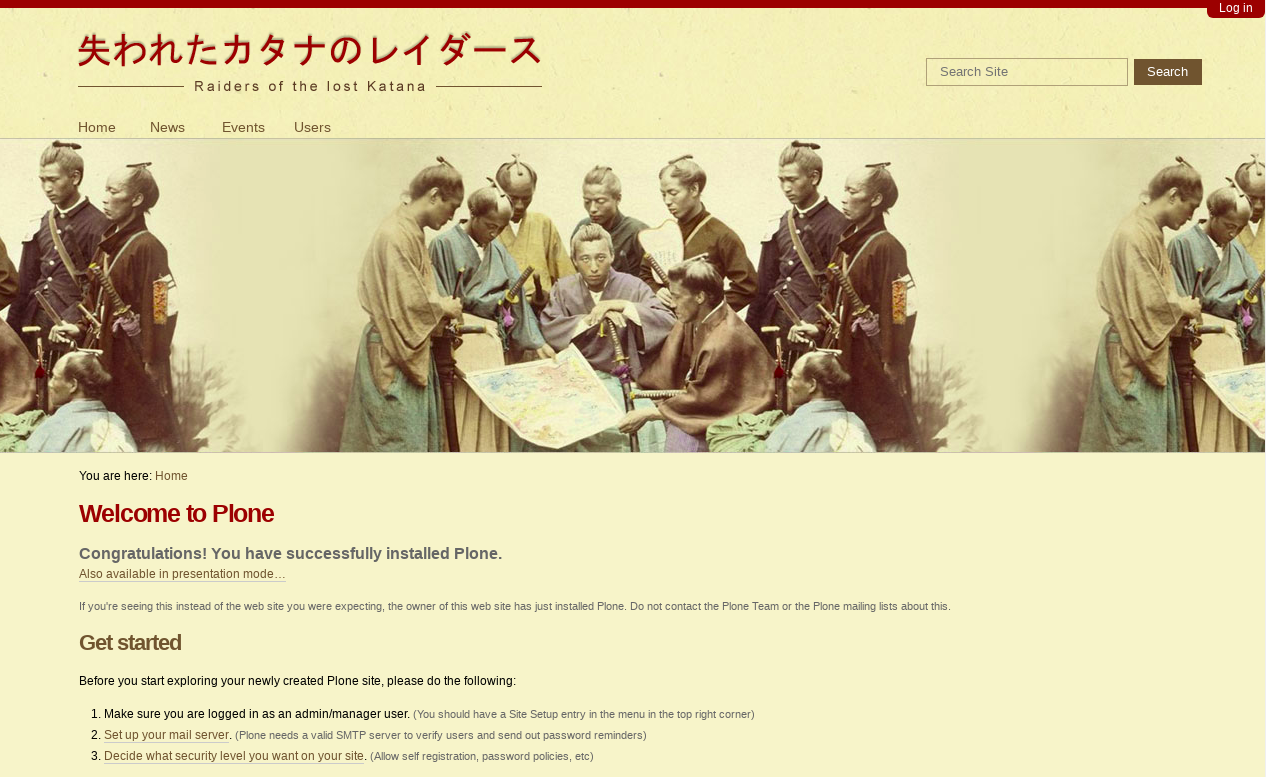 Log in
失われたカタナのレイダース
Raiders of the lost Katana
Search Site
Search
Home News Events Users
You are here: Home
Welcome to Plone
Congratulations! You have successfully installed Plone.
Also available in presentation mode…
If you're seeing this instead of the web site you were expecting, the owner of this web site has just installed Plone. Do not contact the Plone Team or the Plone mailing lists about this.
Get started
Before you start exploring your newly created Plone site, please do the following:
1. Make sure you are logged in as an admin/manager user. (You should have a Site Setup entry in the menu in the top right corner)
2. Set up your mail server. (Plone needs a valid SMTP server to verify users and send out password reminders)
3. Decide what security level you want on your site. (Allow self registration, password policies, etc)